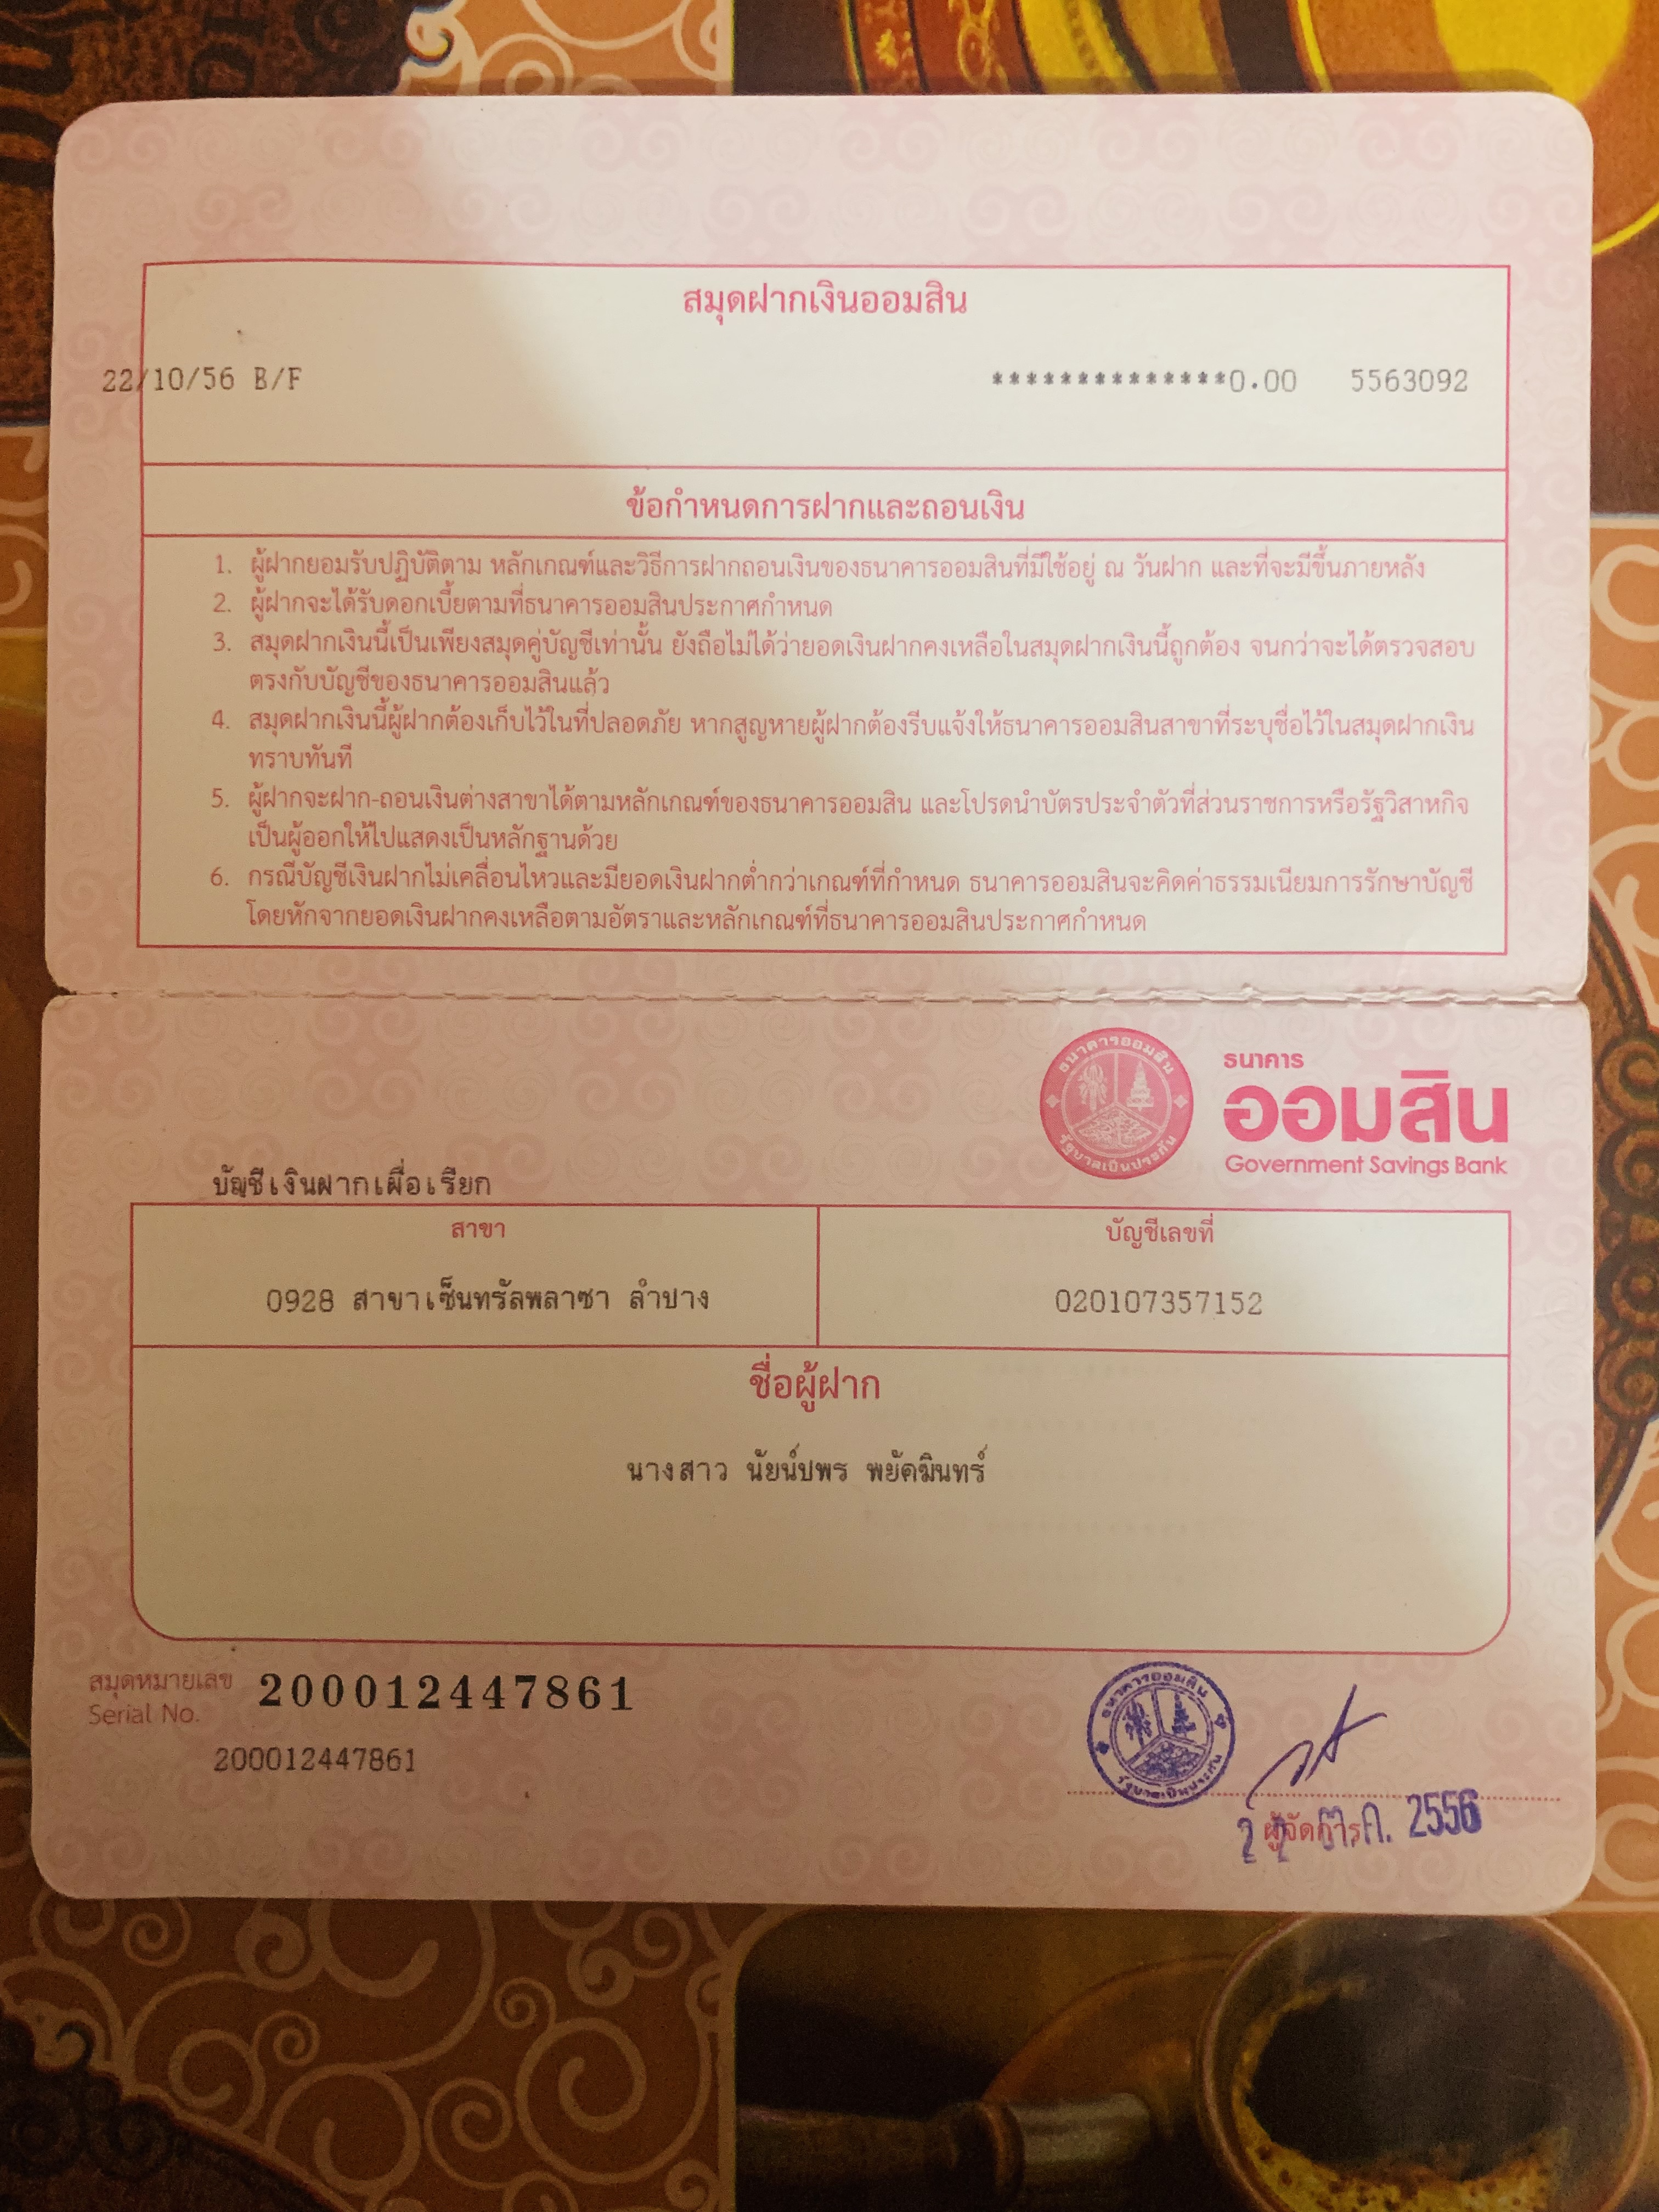 สมุดฝากเงินออมสิน
22/10/56 B/F **************0.00 5563092
ข้อกำหนดการฝากและถอนเงิน
1. ผู้ฝากยอมรับปฏิบัติตาม หลักเกณฑ์และวิธีการฝากถอนเงินของธนาคารออมสินที่มีใช้อยู่ ณ วันฝาก และที่จะมีขึ้นภายหลัง
2. ผู้ฝากจะได้รับดอกเบี้ยตามที่ธนาคารออมสินประกาศกำหนด
3. สมุดฝากเงินนี้เป็นเพียงสมุดคู่บัญชีเท่านั้น ยังถือไม่ได้ว่ายอดเงินฝากคงเหลือในสมุดฝากเงินนี้ถูกต้อง จนกว่าจะได้ตรวจสอบ
ตรงกับบัญชีของธนาคารออมสินแล้ว
4. สมุดฝากเงินนี้ผู้ฝากต้องเก็บไว้ในที่ปลอดภัย หากสูญหายผู้ฝากต้องรีบแจ้งให้ธนาคารออมสินสาขาที่ระบุชื่อไว้ในสมุดฝากเงิน
ทราบทันที
5. ผู้ฝากจะฝาก-ถอนเงินต่างสาขาได้ตามหลักเกณฑ์ของธนาคารออมสิน และโปรดนำบัตรประจำตัวที่ส่วนราชการหรือรัฐวิสาหกิจ
เป็นผู้ออกให้ไปแสดงเป็นหลักฐานด้วย
6. กรณีบัญชีเงินฝากไม่เคลื่อนไหวและมียอดเงินฝากต่ำกว่าเกณฑ์ที่กำหนด ธนาคารออมสินจะคิดค่าธรรมเนียมการรักษาบัญชี
โดยหักจากยอดเงินฝากคงเหลือตามอัตราและหลักเกณฑ์ที่ธนาคารออมสินประกาศกำหนด
ธนาคารออมสิน
รัฐบาลเป็นประกัน
ธนาคาร
ออมสิน
Government Savings Bank
บัญชีเงินฝากเผื่อเรียก
สาขา บัญชีเลขที่
0928 สาขาเซ็นทรัลพลาซา ลำปาง 020107357152
ชื่อผู้ฝาก
นางสาว นัยน์ปพร พยัคฆินทร์
สมุดหมายเลข
Serial No. 200012447861
200012447861
ธนาคารออมสิน
รัฐบาลเป็นประกัน
ผู้จัดการ
22 ต.ค. 2556